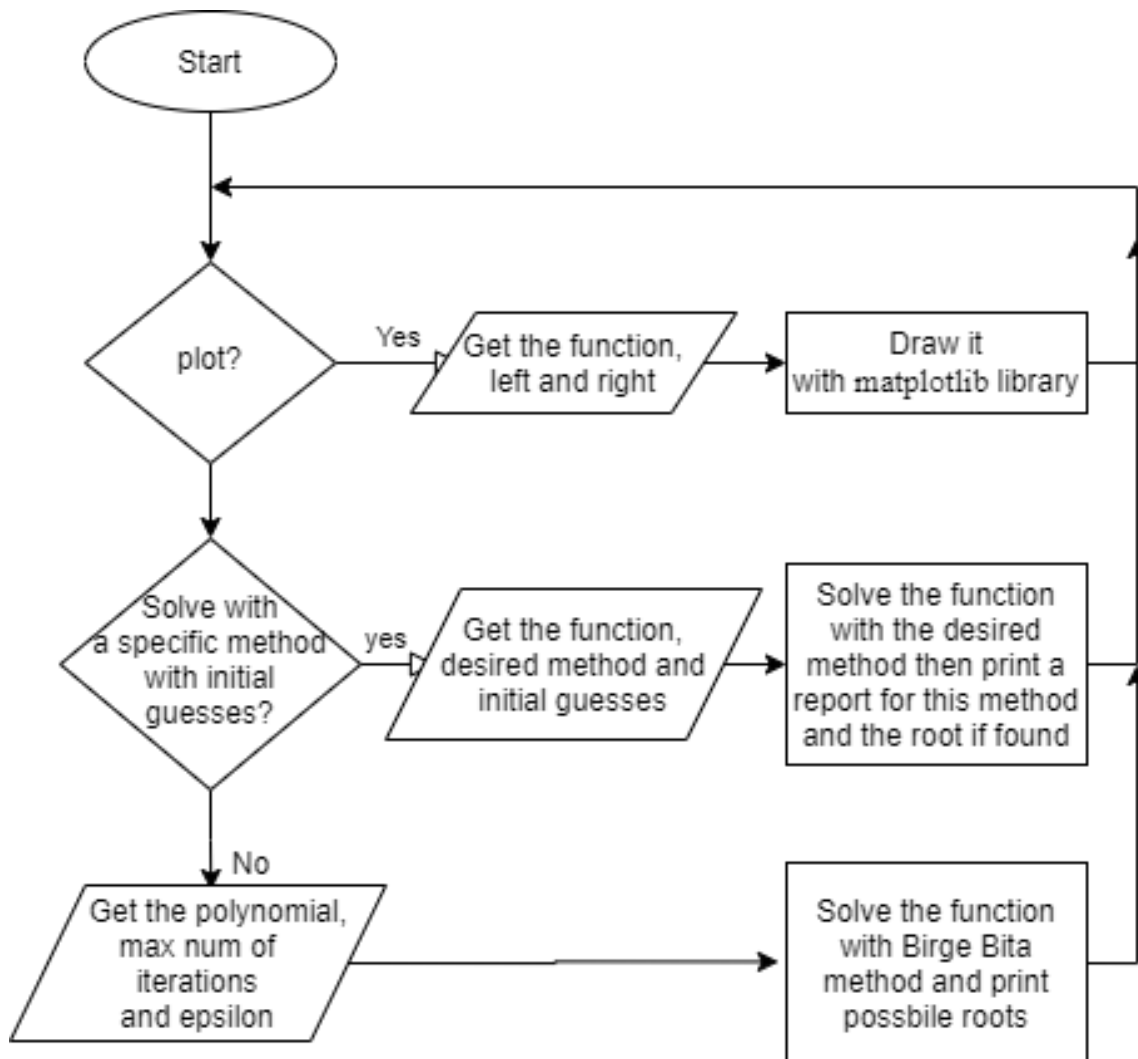 Start
plot?
Yes
Get the function,
left and right
Draw it
with matplotlib library
Solve with
a specific method
with initial
guesses?
yes
Get the function,
desired method and
initial guesses
Solve the function
with the desired
method then print a
report for this method
and the root if found
No
Get the polynomial,
max num of
iterations
and epsilon
Solve the function
with Birge Bita
method and print
possbile roots